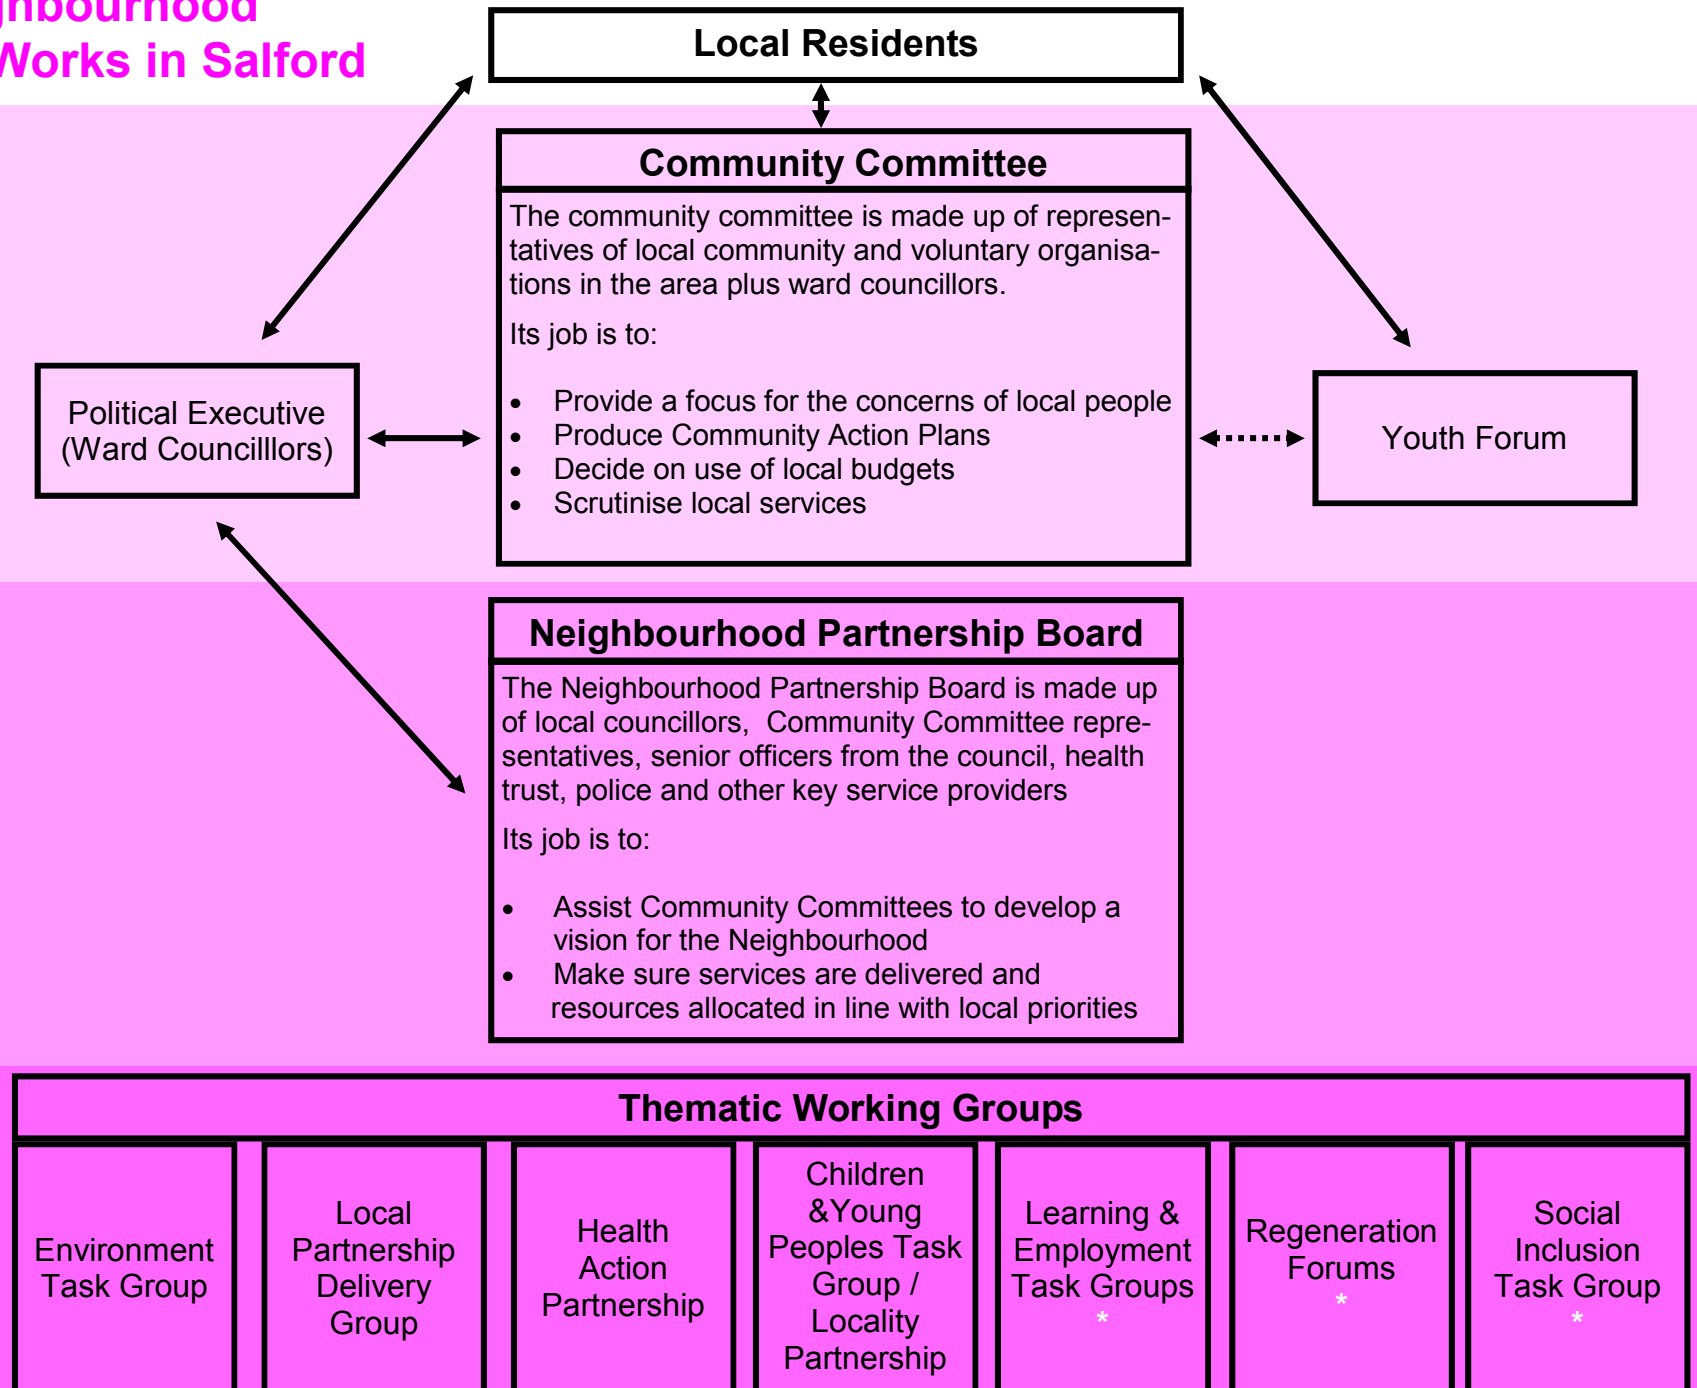 ghbourhood
Works in Salford
Local Residents
Community Committee
The community committee is made up of represen-
tatives of local community and voluntary organisa-
tions in the area plus ward councillors.
Its job is to:
• Provide a focus for the concerns of local people
• Produce Community Action Plans
• Decide on use of local budgets
• Scrutinise local services
Political Executive
(Ward Councilllors)
Youth Forum
Neighbourhood Partnership Board
The Neighbourhood Partnership Board is made up
of local councillors, Community Committee repre-
sentatives, senior officers from the council, health
trust, police and other key service providers
Its job is to:
• Assist Community Committees to develop a
vision for the Neighbourhood
• Make sure services are delivered and
resources allocated in line with local priorities
Thematic Working Groups
Environment
Task Group
Local
Partnership
Delivery
Group
Health
Action
Partnership
Children
&Young
Peoples Task
Group /
Locality
Partnership
Learning &
Employment
Task Groups
*
Regeneration
Forums
*
Social
Inclusion
Task Group
*